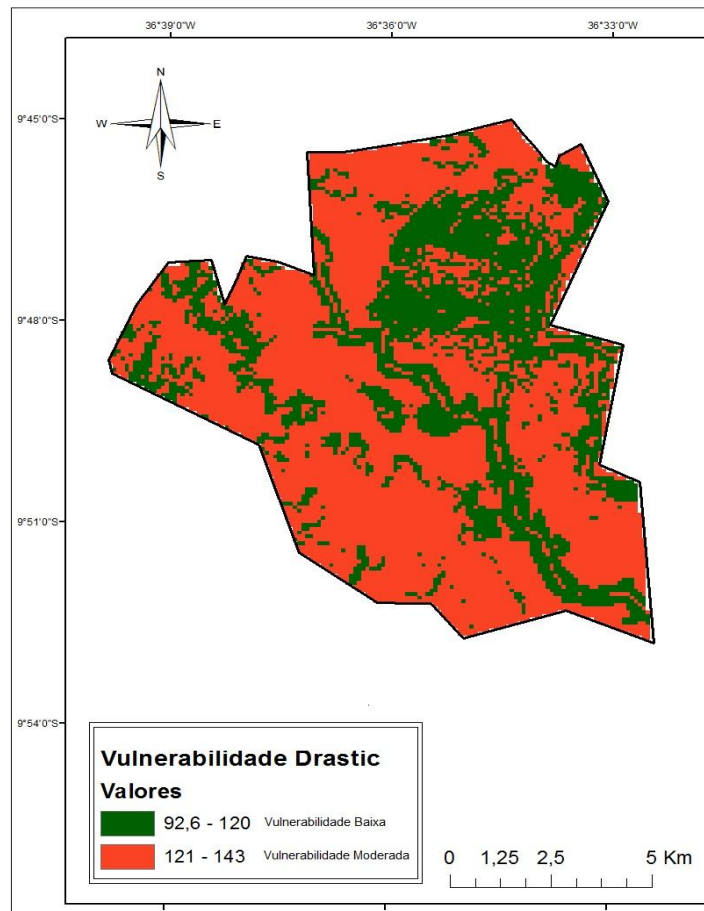 36°39'0"W 36°36'0"W 36°33'0"W
N
W E
S
9°45'0"S
9°48'0"S
9°51'0"S
9°54'0"S
Vulnerabilidade Drastic
Valores
92,6 - 120 Vulnerabilidade Baixa
121 - 143 Vulnerabilidade Moderada
0 1,25 2,5 5 Km